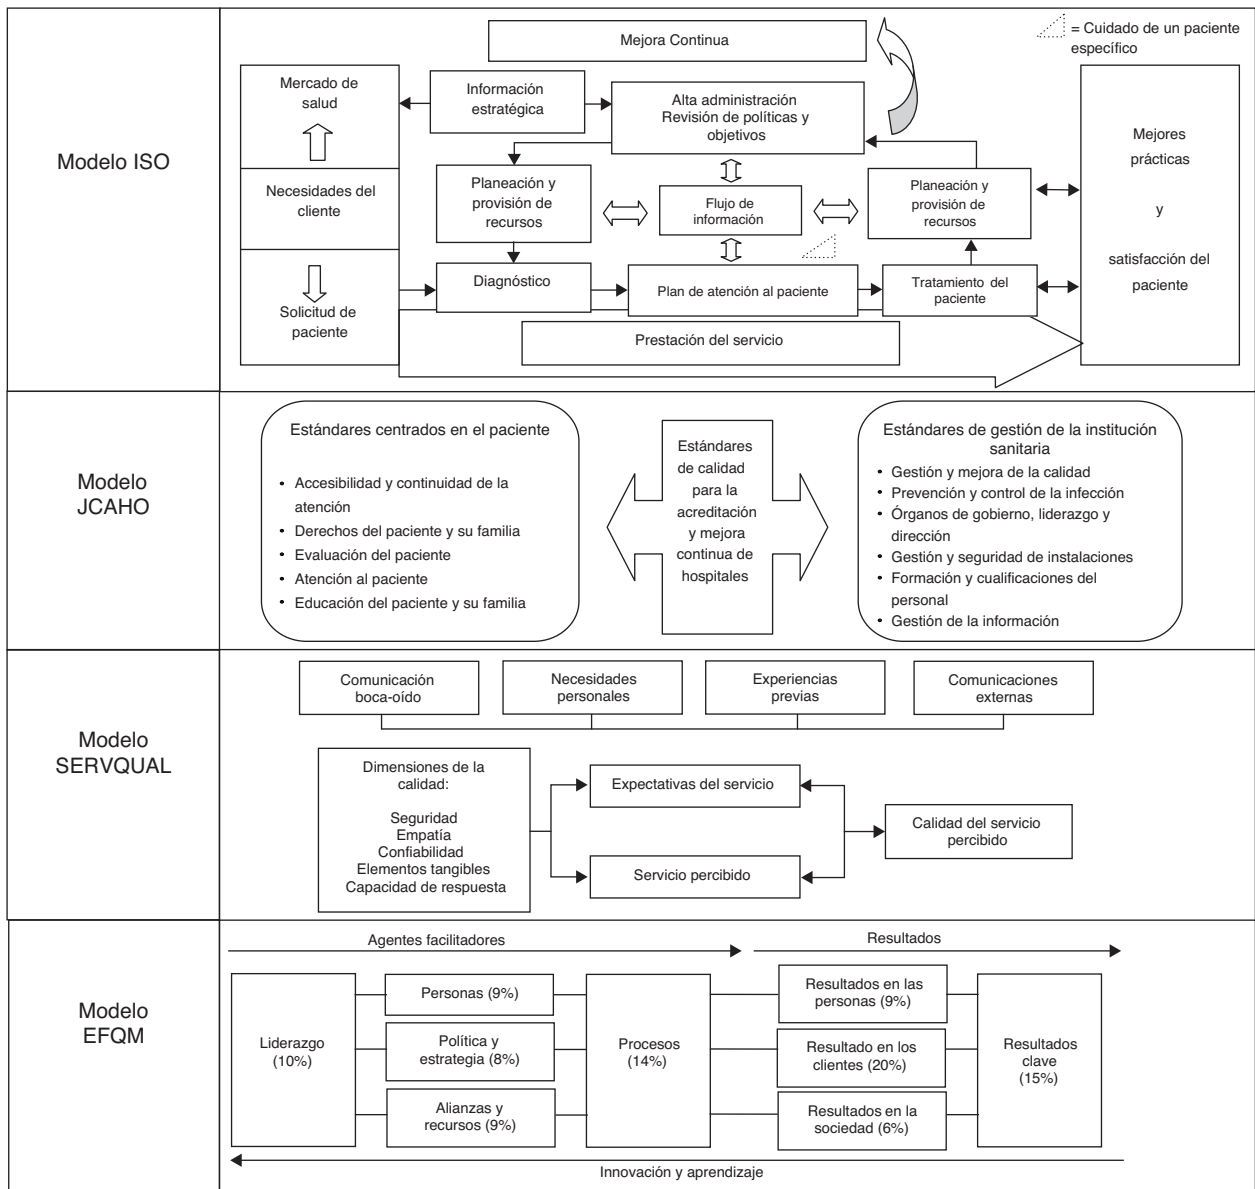 Modelo ISO
Mejora Continua
= Cuidado de un paciente
específico
Mercado de
salud
Información
estratégica
Alta administración
Revisión de políticas y
objetivos
Mejores
prácticas
y
satisfacción del
paciente
Necesidades del
cliente
Planeación y
provisión de
recursos
Flujo de
información
Planeación y
provisión de
recursos
Solicitud de
paciente
Diagnóstico
Plan de atención al paciente
Tratamiento del
paciente
Prestación del servicio
Modelo
JCAHO
Estándares centrados en el paciente
• Accesibilidad y continuidad de la
atención
• Derechos del paciente y su familia
• Evaluación del paciente
• Atención al paciente
• Educación del paciente y su familia
Estándares
de calidad
para la
acreditación
y mejora
continua de
hospitales
Estándares de gestión de la institución
sanitaria
• Gestión y mejora de la calidad
• Prevención y control de la infección
• Órganos de gobierno, liderazgo y
dirección
• Gestión y seguridad de instalaciones
• Formación y cualificaciones del
personal
• Gestión de la información
Modelo
SERVQUAL
Comunicación
boca-oído
Necesidades
personales
Experiencias
previas
Comunicaciones
externas
Dimensiones de la
calidad:
Seguridad
Empatía
Confiabilidad
Elementos tangibles
Capacidad de respuesta
Expectativas del servicio
Servicio percibido
Calidad del servicio
percibido
Modelo
EFQM
Agentes facilitadores
Resultados
Liderazgo
(10%)
Personas (9%)
Política y
estrategia (8%)
Alianzas y
recursos (9%)
Procesos
(14%)
Resultados en las
personas (9%)
Resultado en los
clientes (20%)
Resultados en la
sociedad (6%)
Resultados
clave
(15%)
Innovación y aprendizaje